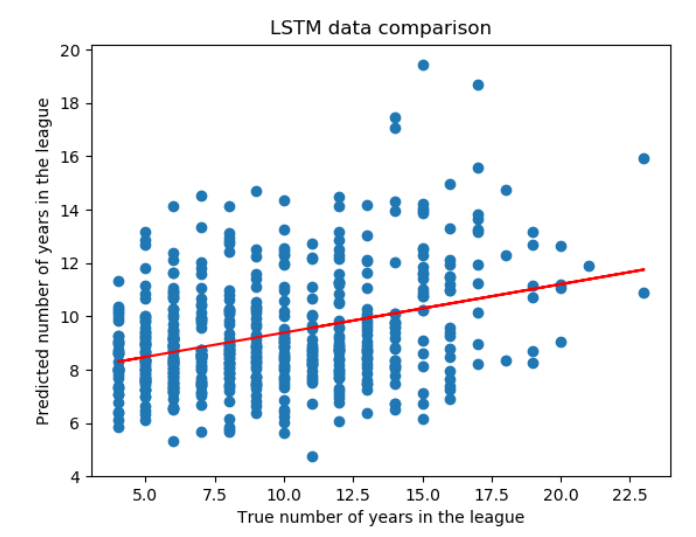 LSTM data comparison
20
18
16
14
12
10
8
6
4
Predicted number of years in the league
5.0 7.5 10.0 12.5 15.0 17.5 20.0 22.5
True number of years in the league